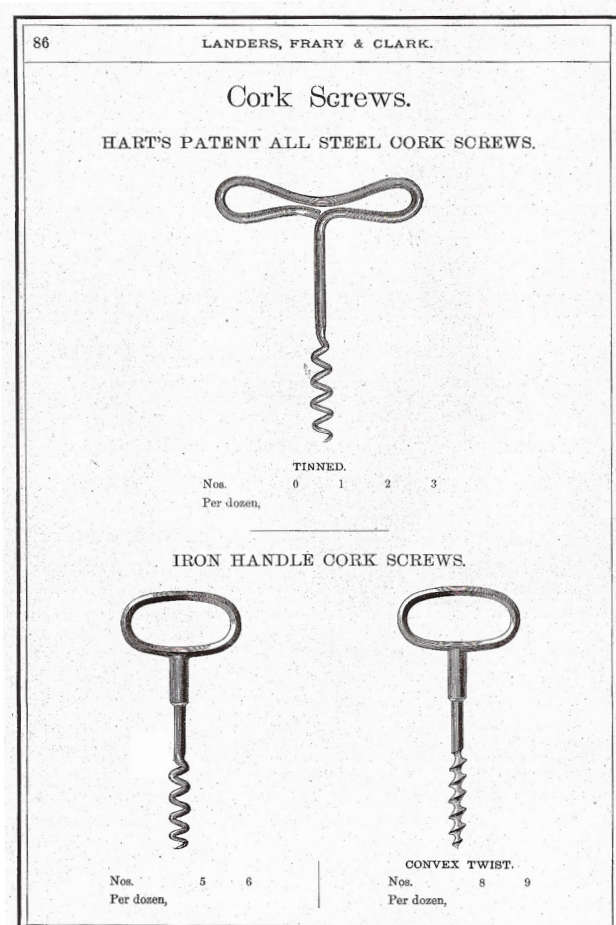 86
LANDERS, FRARY & CLARK.
Cork Screws.
HART'S PATENT ALL STEEL CORK SCREWS.
TINNED.
Nos. 0 1 2 3
Per dozen,
IRON HANDLE CORK SCREWS.
Nos. 5 6
Per dozen,
CONVEX TWIST.
Nos. 8 9
Per dozen,